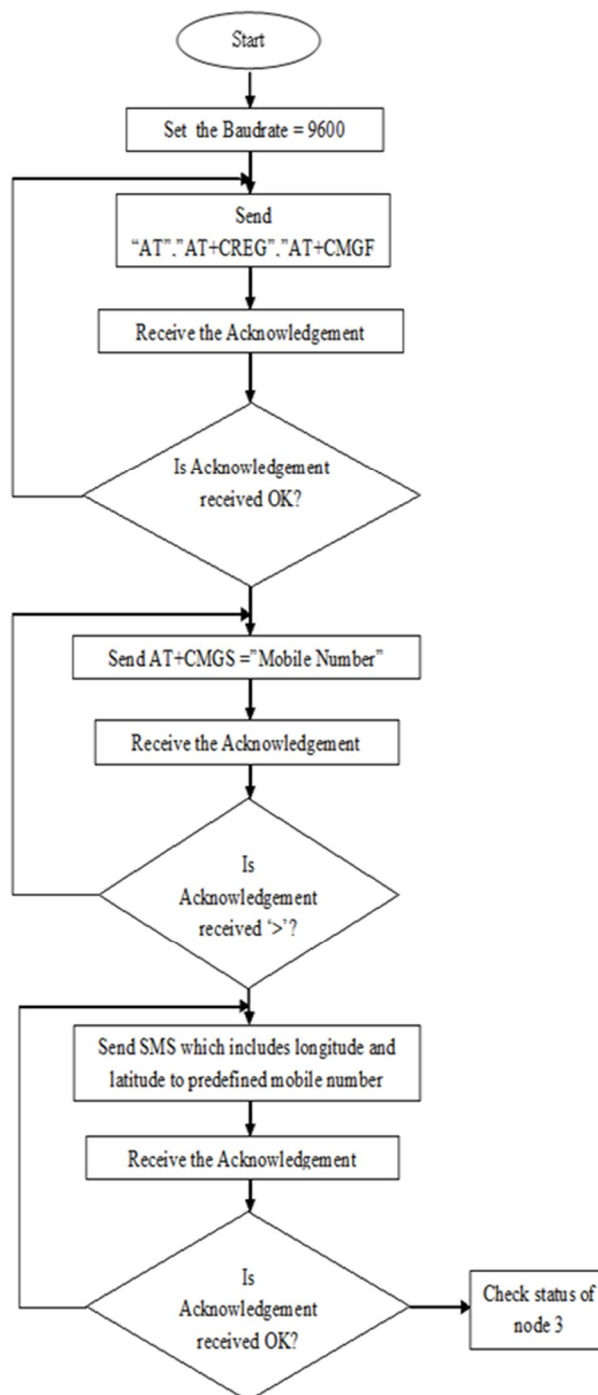 Start
Set the Baudrate = 9600
Send
“AT”,”AT+CREG”,”AT+CMGF
Receive the Acknowledgement
Is Acknowledgement
received OK?
Send AT+CMGS =”Mobile Number”
Receive the Acknowledgement
Is
Acknowledgement
received ‘>’?
Send SMS which includes longitude and
latitude to predefined mobile number
Receive the Acknowledgement
Is
Acknowledgement
received OK?
Check status of
node 3